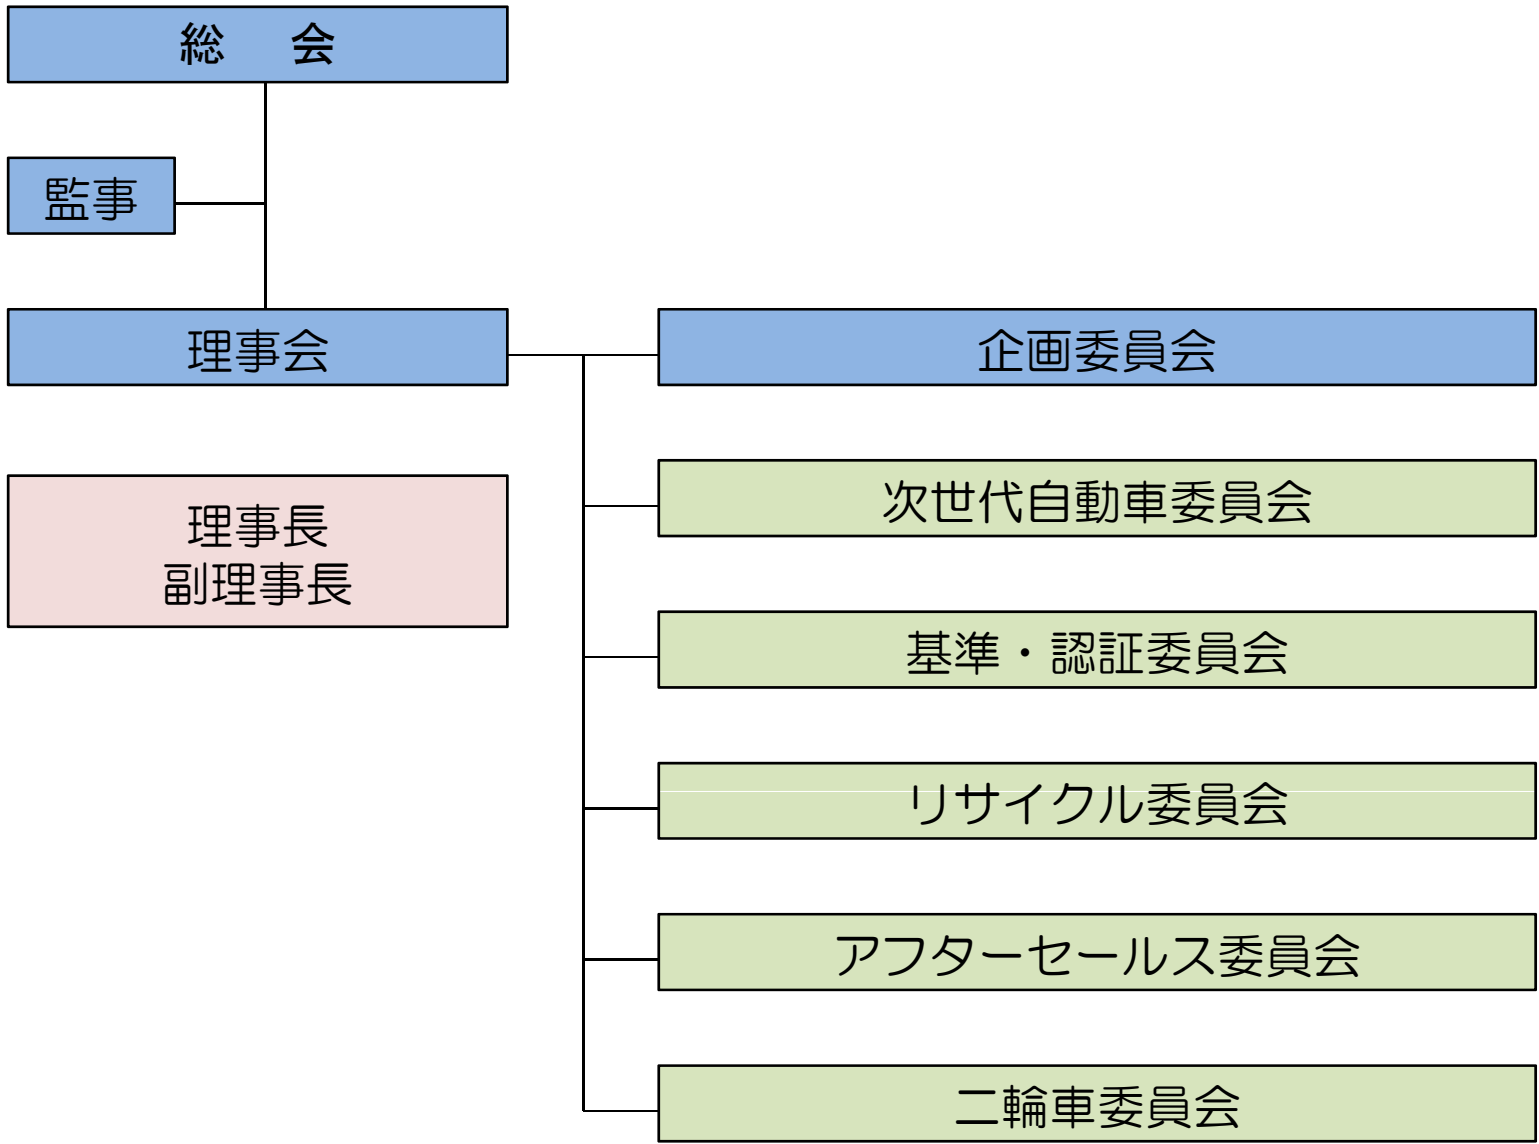 総　会
監事
理事会
企画委員会
次世代自動車委員会
理事長
副理事長
基準・認証委員会
リサイクル委員会
アフターセールス委員会
二輪車委員会